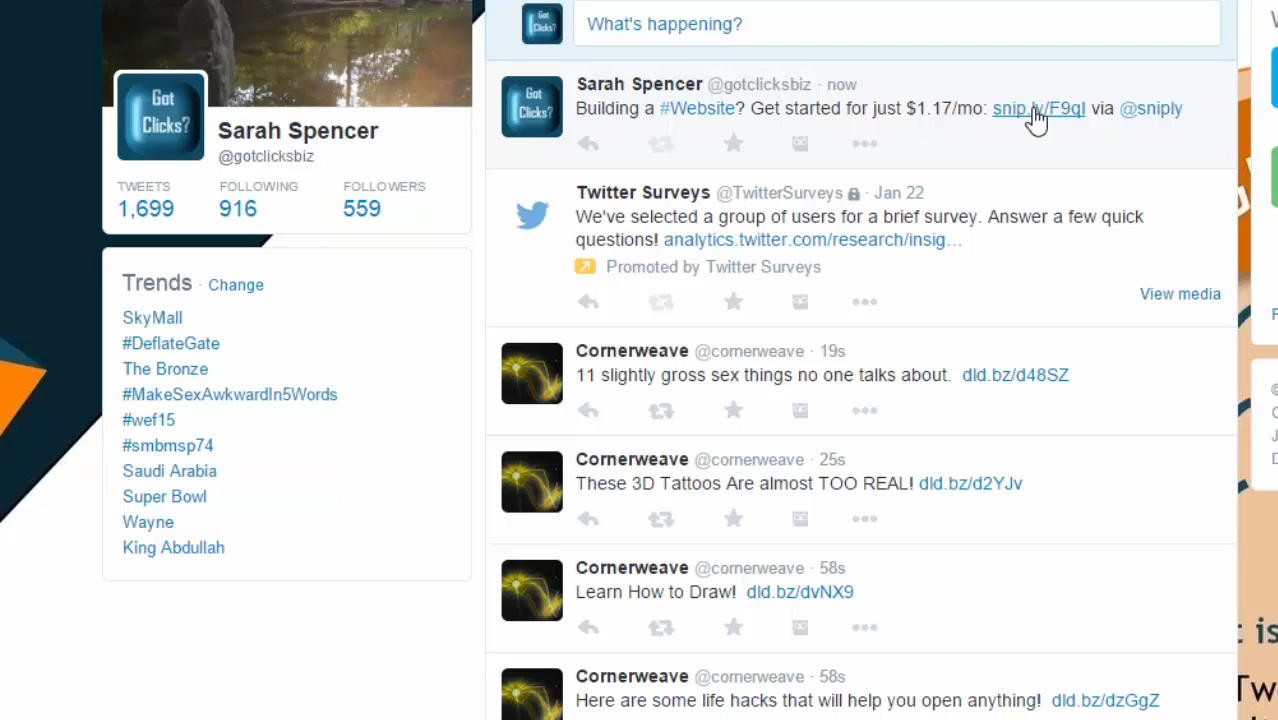 Got
Clicks?
Sarah Spencer
@gotclicksbiz
TWEETS FOLLOWING FOLLOWERS
1,699 916 559
Trends · Change
SkyMall
#DeflateGate
The Bronze
#MakeSexAwkwardIn5Words
#wef15
#smbmsp74
Saudi Arabia
Super Bowl
Wayne
King Abdullah
Got
Clicks?
What's happening?
Got
Clicks?
Sarah Spencer @gotclicksbiz · now
Building a #Website? Get started for just $1.17/mo: via @sniply
Twitter Surveys @TwitterSurveys · Jan 22
We've selected a group of users for a brief survey. Answer a few quick
questions! analytics.twitter.com/research/insig…
Promoted by Twitter Surveys
View media
Cornerweave @cornerweave · 19s
11 slightly gross sex things no one talks about. dld.bz/d48SZ
Cornerweave @cornerweave · 25s
These 3D Tattoos Are almost TOO REAL! dld.bz/d2YJv
Cornerweave @cornerweave · 58s
Learn How to Draw! dld.bz/dvNX9
Cornerweave @cornerweave · 58s
Here are some life hacks that will help you open anything! dld.bz/dzGgZ
is
Tw